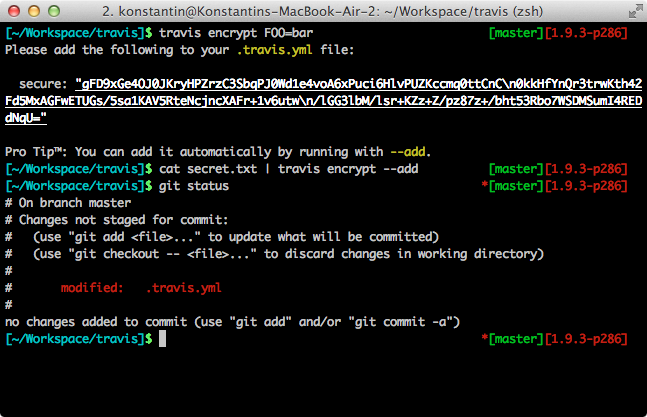 2. konstantin@Konstantins-MacBook-Air-2: ~/Workspace/travis (zsh)
[~/Workspace/travis]$ travis encrypt FOO=bar [master][1.9.3-p286]
Please add the following to your .travis.yml file:
secure: "gFD9xGe4OJ0JKryHPZrzC3SbqPJ0Wd1e4voA6xPuci6HlvPUZKccmq0ttCnC\n0kkHfYnQr3trwKth42
Fd5MxAGFwETUGs/5sa1KAV5RteNcjncXAFr+1v6utw\n/lGG3lbM/lsr+KZz+Z/pz87z+/bht53Rbo7WSDMSumI4RED
dNqU="
Pro Tip™: You can add it automatically by running with --add.
[~/Workspace/travis]$ cat secret.txt | travis encrypt --add [master][1.9.3-p286]
[~/Workspace/travis]$ git status *[master][1.9.3-p286]
# On branch master
# Changes not staged for commit:
#   (use "git add <file>..." to update what will be committed)
#   (use "git checkout -- <file>..." to discard changes in working directory)
#
#       modified:   .travis.yml
#
no changes added to commit (use "git add" and/or "git commit -a")
[~/Workspace/travis]$ *[master][1.9.3-p286]